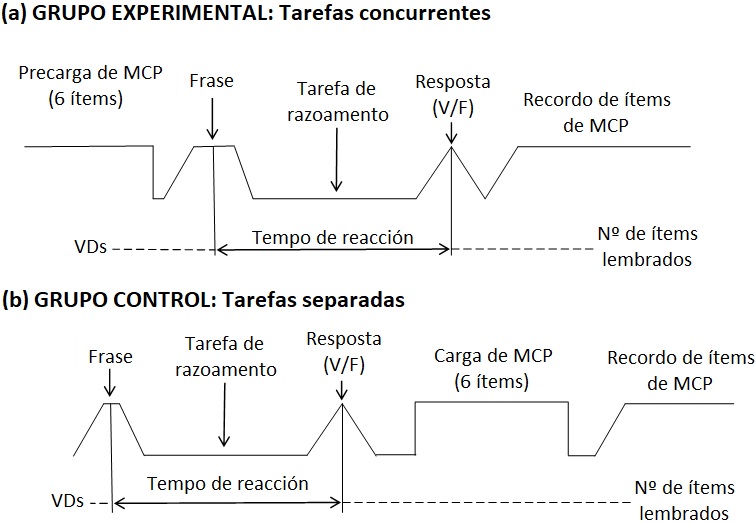 (a) GRUPO EXPERIMENTAL: Tarefas concurrentes
Precarga de MCP
(6 ítems)
Frase
Tarefa de
razoamento
Resposta
(V/F)
Recordo de ítems
de MCP
VDs
Tempo de reacción
Nº de ítems
lembrados
(b) GRUPO CONTROL: Tarefas separadas
Frase
Tarefa de
razoamento
Resposta
(V/F)
Carga de MCP
(6 ítems)
Recordo de ítems
de MCP
VDs
Tempo de reacción
Nº de ítems
lembrados